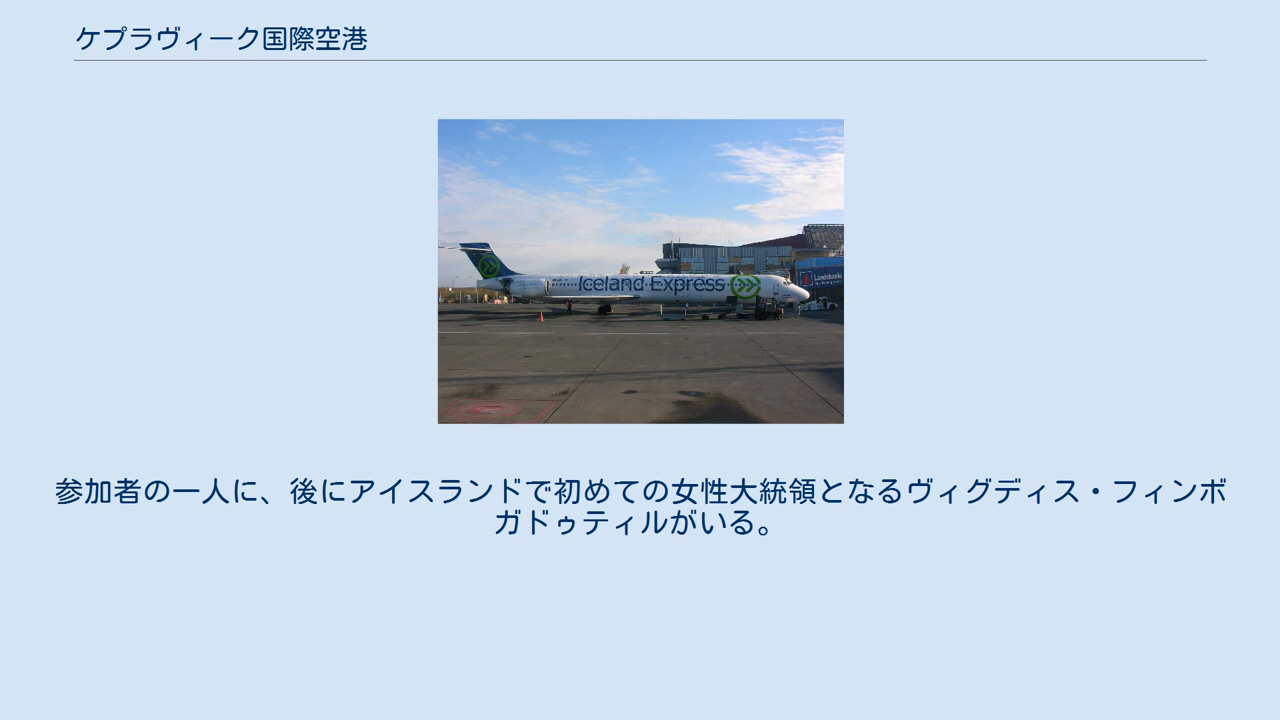 ケプラヴィーク国際空港
Iceland Express
Landsbanki
参加者の一人に、後にアイスランドで初めての女性大統領となるヴィグディス・フィンボ
ガドゥティルがいる。